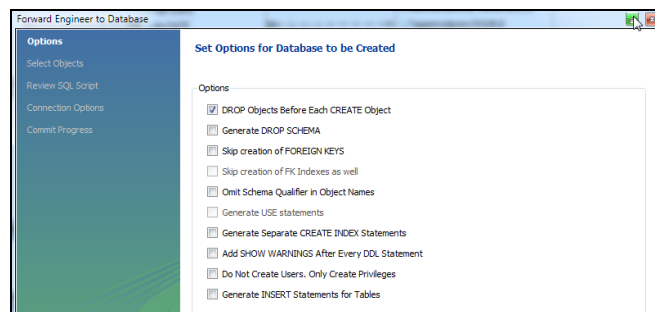 Forward Engineer to Database
Options
Select Objects
Review SQL Script
Connection Options
Commit Progress
Set Options for Database to be Created
Options
DROP Objects Before Each CREATE Object
Generate DROP SCHEMA
Skip creation of FOREIGN KEYS
Skip creation of FK Indexes as well
Omit Schema Qualifier in Object Names
Generate USE statements
Generate Separate CREATE INDEX Statements
Add SHOW WARNINGS After Every DDL Statement
Do Not Create Users. Only Create Privileges
Generate INSERT Statements for Tables